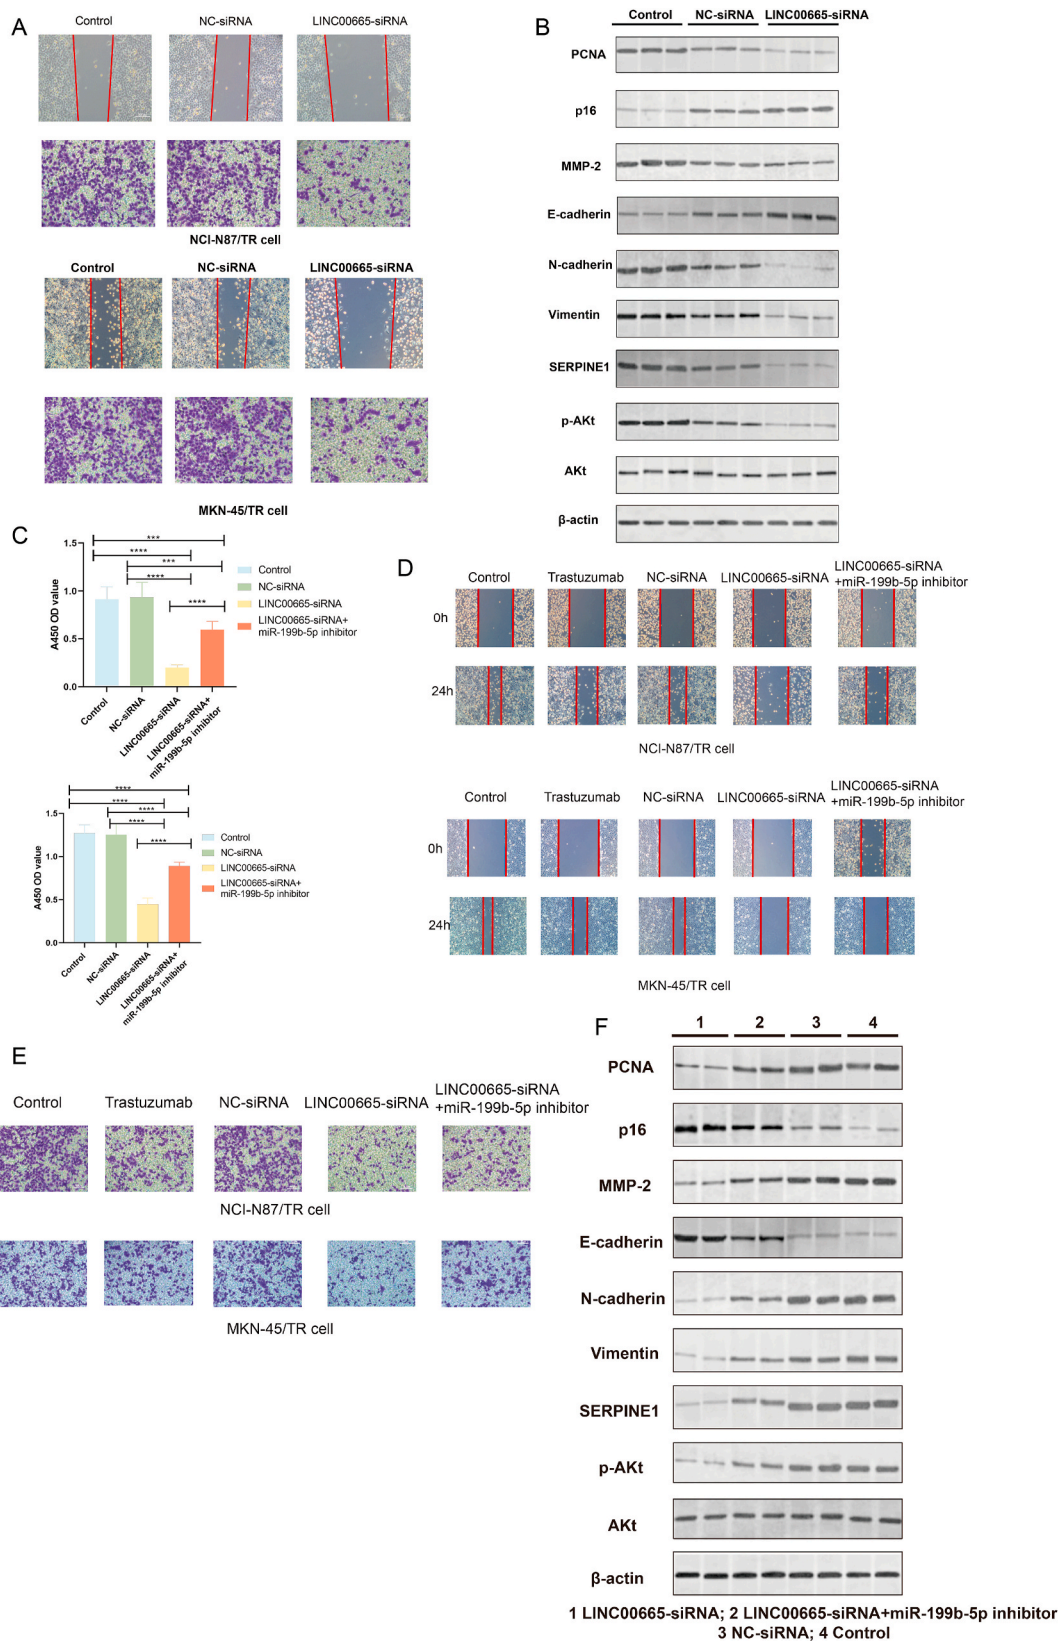 A
Control NC-siRNA LINC00665-siRNA
NCI-N87/TR cell
Control NC-siRNA LINC00665-siRNA
MKN-45/TR cell
B
Control NC-siRNA LINC00665-siRNA
PCNA
p16
MMP-2
E-cadherin
N-cadherin
Vimentin
SERPINE1
p-AKt
AKt
β-actin
C
A450 OD value
1.5
1.0
0.5
0.0
***
****
***
****
****
Control
NC-siRNA
LINC00665-siRNA
LINC00665-siRNA+
miR-199b-5p inhibitor
Control
NC-siRNA
LINC00665-siRNA
LINC00665-siRNA+
miR-199b-5p inhibitor
A450 OD value
1.5
1.0
0.5
0.0
****
****
****
****
****
Control
NC-siRNA
LINC00665-siRNA
LINC00665-siRNA+
miR-199b-5p inhibitor
Control
NC-siRNA
LINC00665-siRNA
LINC00665-siRNA+
miR-199b-5p inhibitor
D
Control Trastuzumab NC-siRNA LINC00665-siRNA LINC00665-siRNA
+miR-199b-5p inhibitor
0h
24h
NCI-N87/TR cell
Control Trastuzumab NC-siRNA LINC00665-siRNA LINC00665-siRNA
+miR-199b-5p inhibitor
0h
24h
MKN-45/TR cell
E
Control Trastuzumab NC-siRNA LINC00665-siRNA LINC00665-siRNA
+miR-199b-5p inhibitor
NCI-N87/TR cell
MKN-45/TR cell
F
1 2 3 4
PCNA
p16
MMP-2
E-cadherin
N-cadherin
Vimentin
SERPINE1
p-AKt
AKt
β-actin
1 LINC00665-siRNA; 2 LINC00665-siRNA+miR-199b-5p inhibitor
3 NC-siRNA; 4 Control